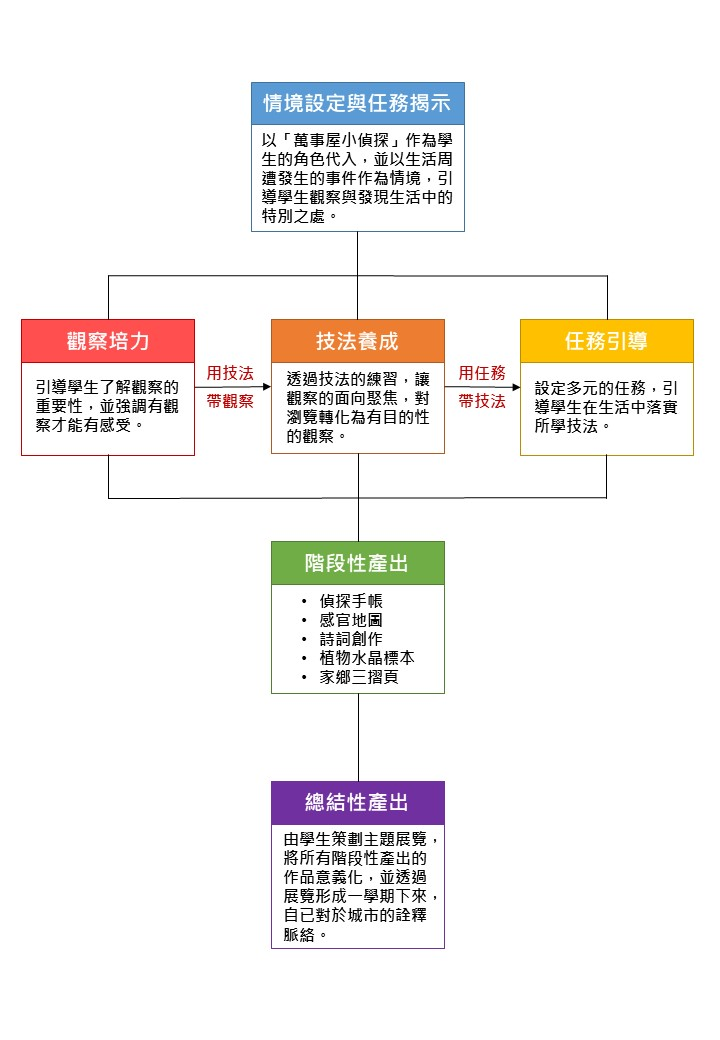 情境設定與任務揭示
以「萬事屋小偵探」作為學
生的角色代入，並以生活周
遭發生的事件作為情境，引
導學生觀察與發現生活中的
特別之處。
觀察培力
引導學生了解觀察的
重要性，並強調有觀
察才能有感受。
用技法
帶觀察
技法養成
透過技法的練習，讓
觀察的面向聚焦，對
瀏覽轉化為有目的性
的觀察。
用任務
帶技法
任務引導
設定多元的任務，引
導學生在生活中落實
所學技法。
階段性產出
• 偵探手帳
• 感官地圖
• 詩詞創作
• 植物水晶標本
• 家鄉三摺頁
總結性產出
由學生策劃主題展覽，
將所有階段性產出的
作品意義化，並透過
展覽形成一學期下來，
自已對於城市的詮釋
脈絡。